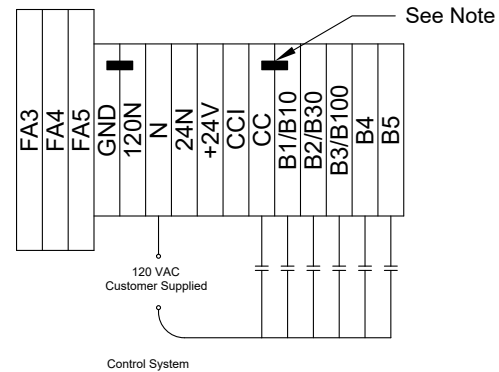 See Note
FA3
FA4
FA5
GND
120N
N
24N
+24V
CCI
CC
B1/B10
B2/B30
B3/B100
B4
B5
120 VAC
Customer Supplied
Control System